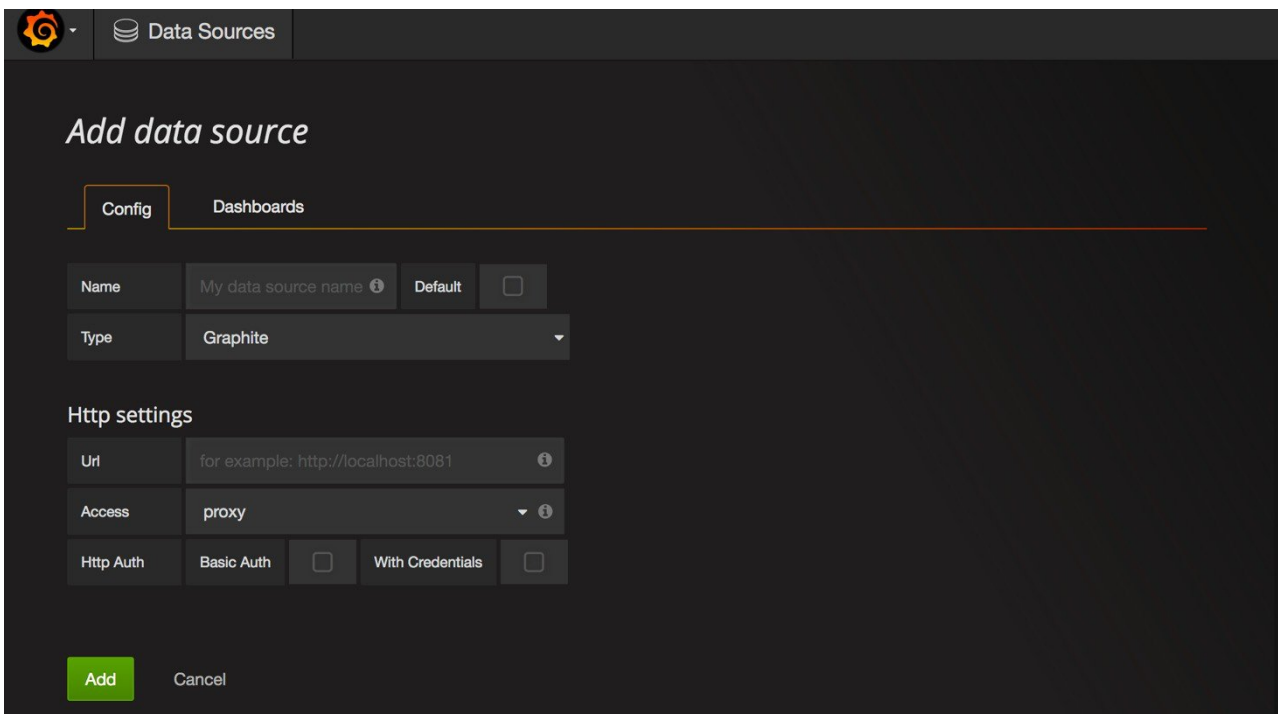 Data Sources
Add data source
Config Dashboards
Name My data source name Default
Type Graphite
Http settings
Url for example: http://localhost:8081
Access proxy
Http Auth Basic Auth With Credentials
Add Cancel